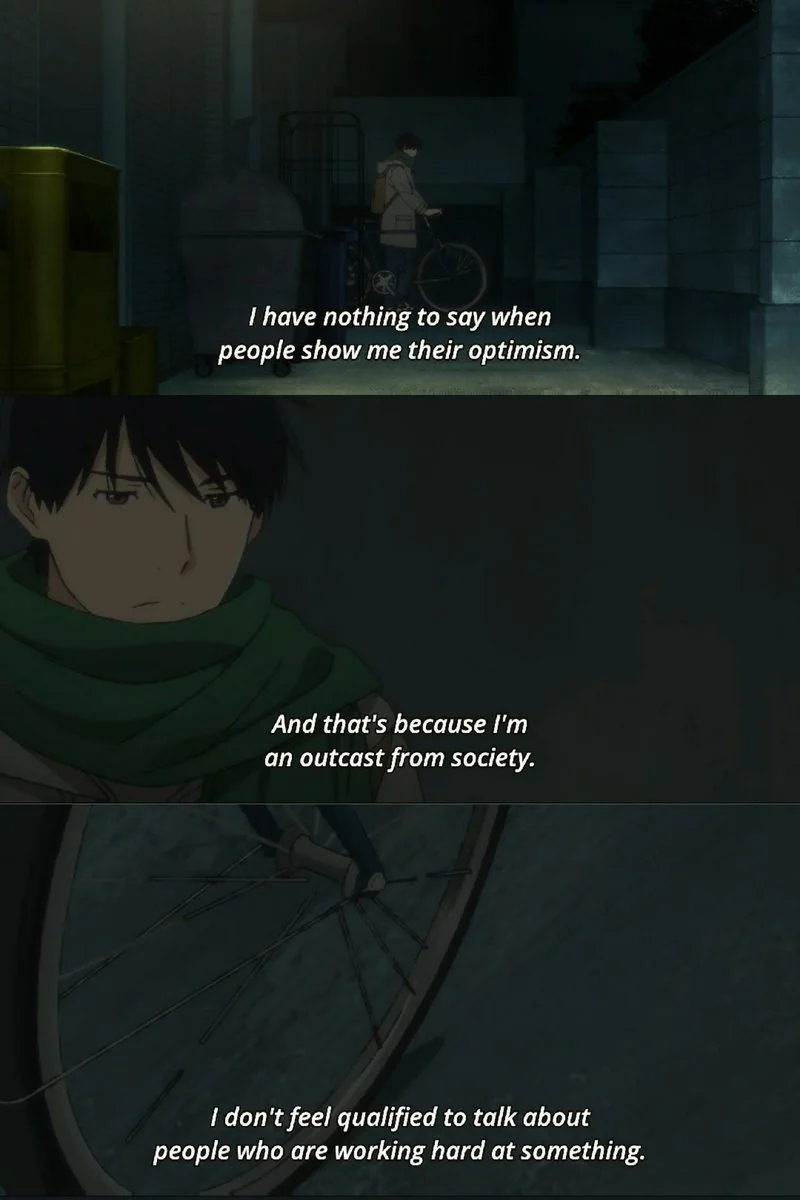 I have nothing to say when
people show me their optimism.
And that's because I'm
an outcast from society.
I don't feel qualified to talk about
people who are working hard at something.